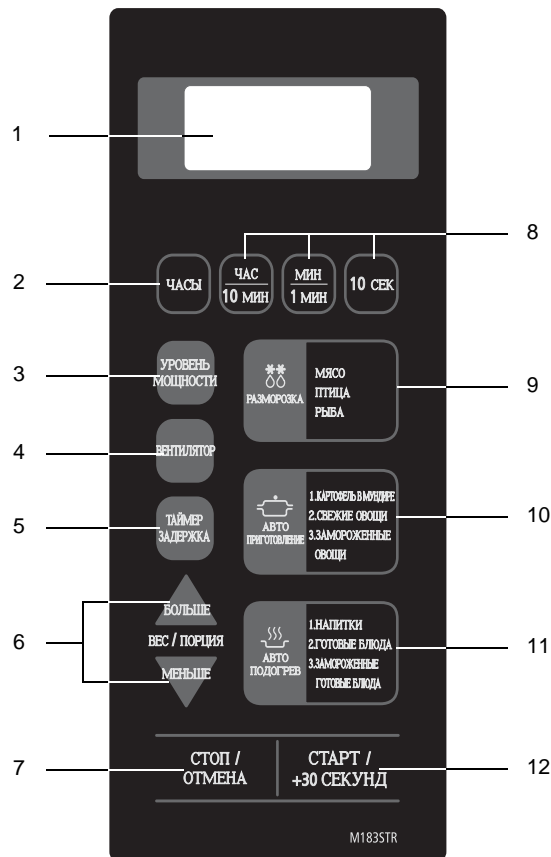 1
8
2
ЧАСЫ
ЧАС
10 МИН
МИН
1 МИН
10 СЕК
3
УРОВЕНЬ
МОЩНОСТИ
РАЗМОРОЗКА
МЯСО
ПТИЦА
РЫБА
9
4
ВЕНТИЛЯТОР
5
ТАЙМЕР
ЗАДЕРЖКА
АВТО
ПРИГОТОВЛЕНИЕ
1.КАРТОФЕЛЬ В МУНДИРЕ
2.СВЕЖИЕ ОВОЩИ
3.ЗАМОРОЖЕННЫЕ
ОВОЩИ
10
6
БОЛЬШЕ
ВЕС / ПОРЦИЯ
МЕНЬШЕ
АВТО
ПОДОГРЕВ
1.НАПИТКИ
2.ГОТОВЫЕ БЛЮДА
3.ЗАМОРОЖЕННЫЕ
ГОТОВЫЕ БЛЮДА
11
7
СТОП /
ОТМЕНА
СТАРТ /
+30 СЕКУНД
12
M183STR